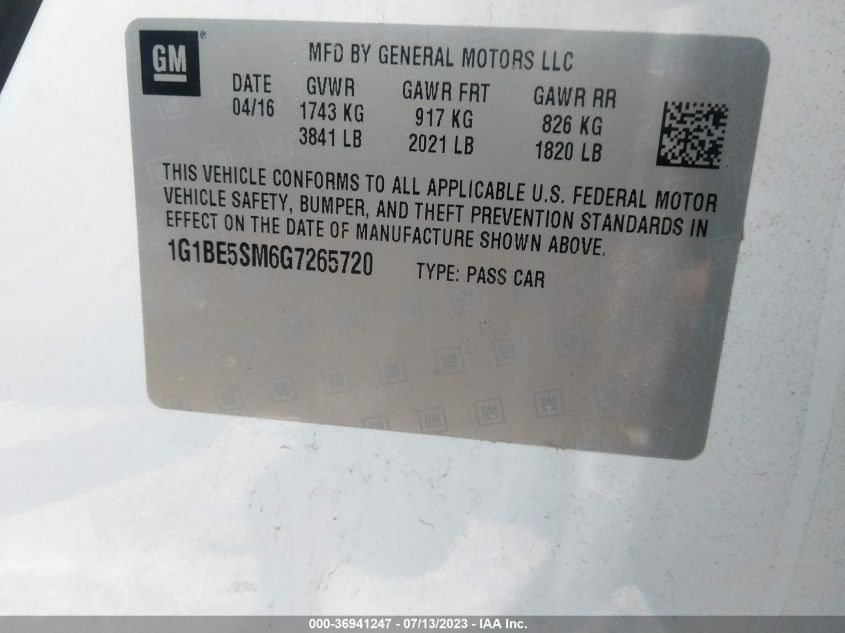 GM ®
MFD BY GENERAL MOTORS LLC
DATE GVWR GAWR FRT GAWR RR
04/16 1743 KG 917 KG 826 KG
3841 LB 2021 LB 1820 LB
THIS VEHICLE CONFORMS TO ALL APPLICABLE U.S. FEDERAL MOTOR
VEHICLE SAFETY, BUMPER, AND THEFT PREVENTION STANDARDS IN
EFFECT ON THE DATE OF MANUFACTURE SHOWN ABOVE.
1G1BE5SM6G7265720 TYPE: PASS CAR
000-36941247 - 07/13/2023 - IAA Inc.